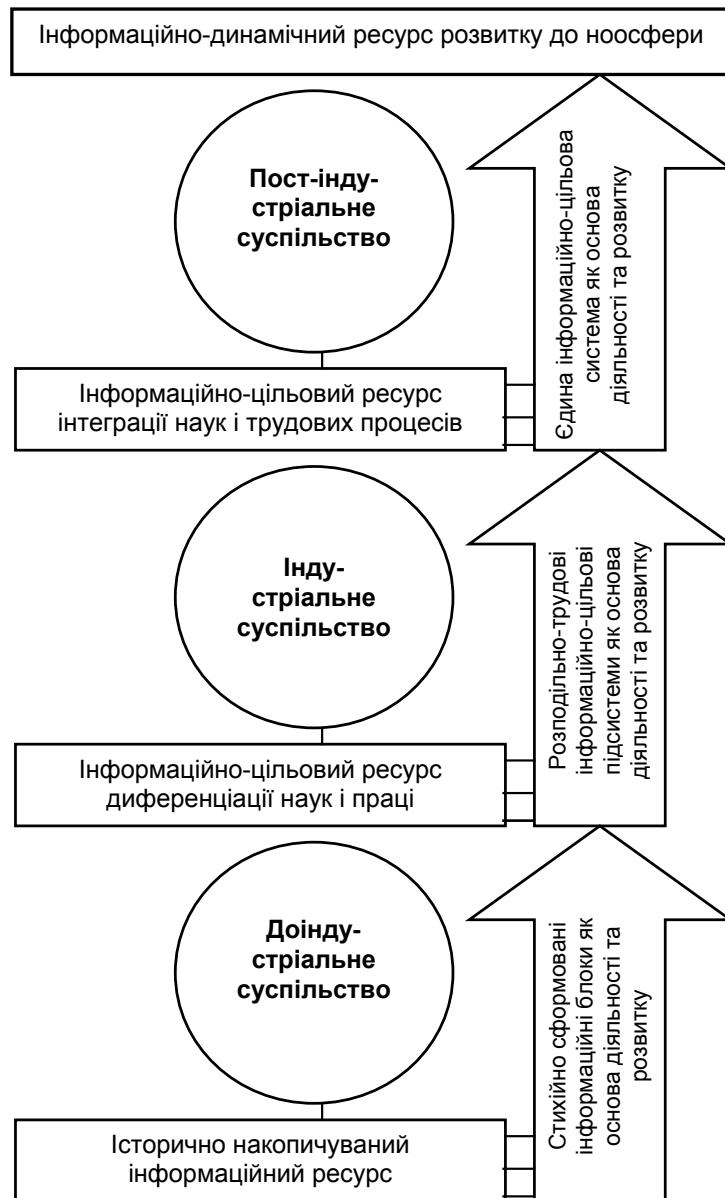 Інформаційно-динамічний ресурс розвитку до ноосфери
Пост-інду-
стріальне
суспільство
Єдина інформаційно-цільова
система як основа
діяльності та розвитку
Інформаційно-цільовий ресурс
інтеграції наук і трудових процесів
Інду-
стріальне
суспільство
Розподільно-трудові
інформаційно-цільові
підсистеми як основа
діяльності та розвитку
Інформаційно-цільовий ресурс
диференціації наук і праці
Доінду-
стріальне
суспільство
Стихійно сформовані
інформаційні блоки як
основа діяльності та
розвитку
Історично накопичуваний
інформаційний ресурс